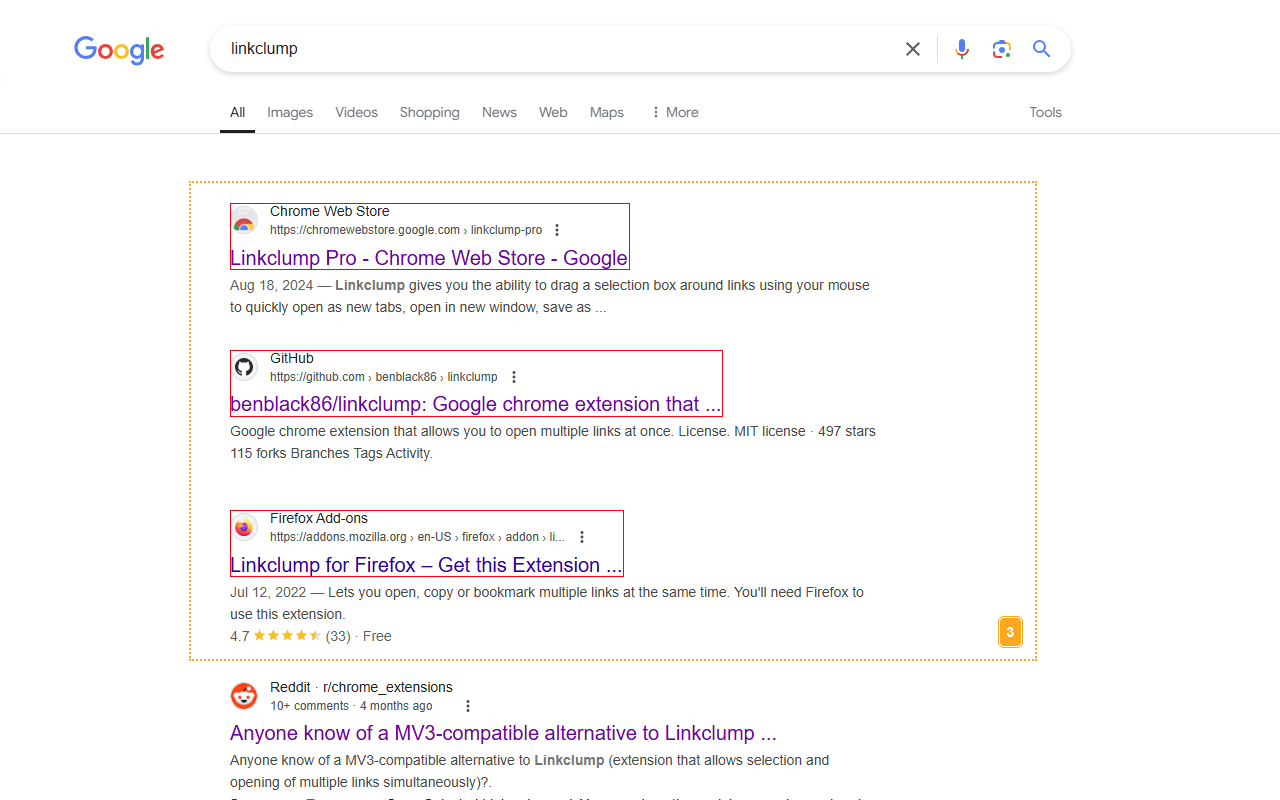 Google
linkclump
All Images Videos Shopping News Web Maps More Tools
Chrome Web Store
https://chromewebstore.google.com › linkclump-pro
Linkclump Pro - Chrome Web Store - Google
Aug 18, 2024 — Linkclump gives you the ability to drag a selection box around links using your mouse
to quickly open as new tabs, open in new window, save as ...
GitHub
https://github.com › benblack86 › linkclump
benblack86/linkclump: Google chrome extension that ...
Google chrome extension that allows you to open multiple links at once. License. MIT license · 497 stars
115 forks Branches Tags Activity.
Firefox Add-ons
https://addons.mozilla.org › en-US › firefox › addon › li...
Linkclump for Firefox – Get this Extension ...
Jul 12, 2022 — Lets you open, copy or bookmark multiple links at the same time. You'll need Firefox to
use this extension.
4.7 (33) · Free
3
Reddit · r/chrome_extensions
10+ comments · 4 months ago
Anyone know of a MV3-compatible alternative to Linkclump ...
Anyone know of a MV3-compatible alternative to Linkclump (extension that allows selection and
opening of multiple links simultaneously)?.